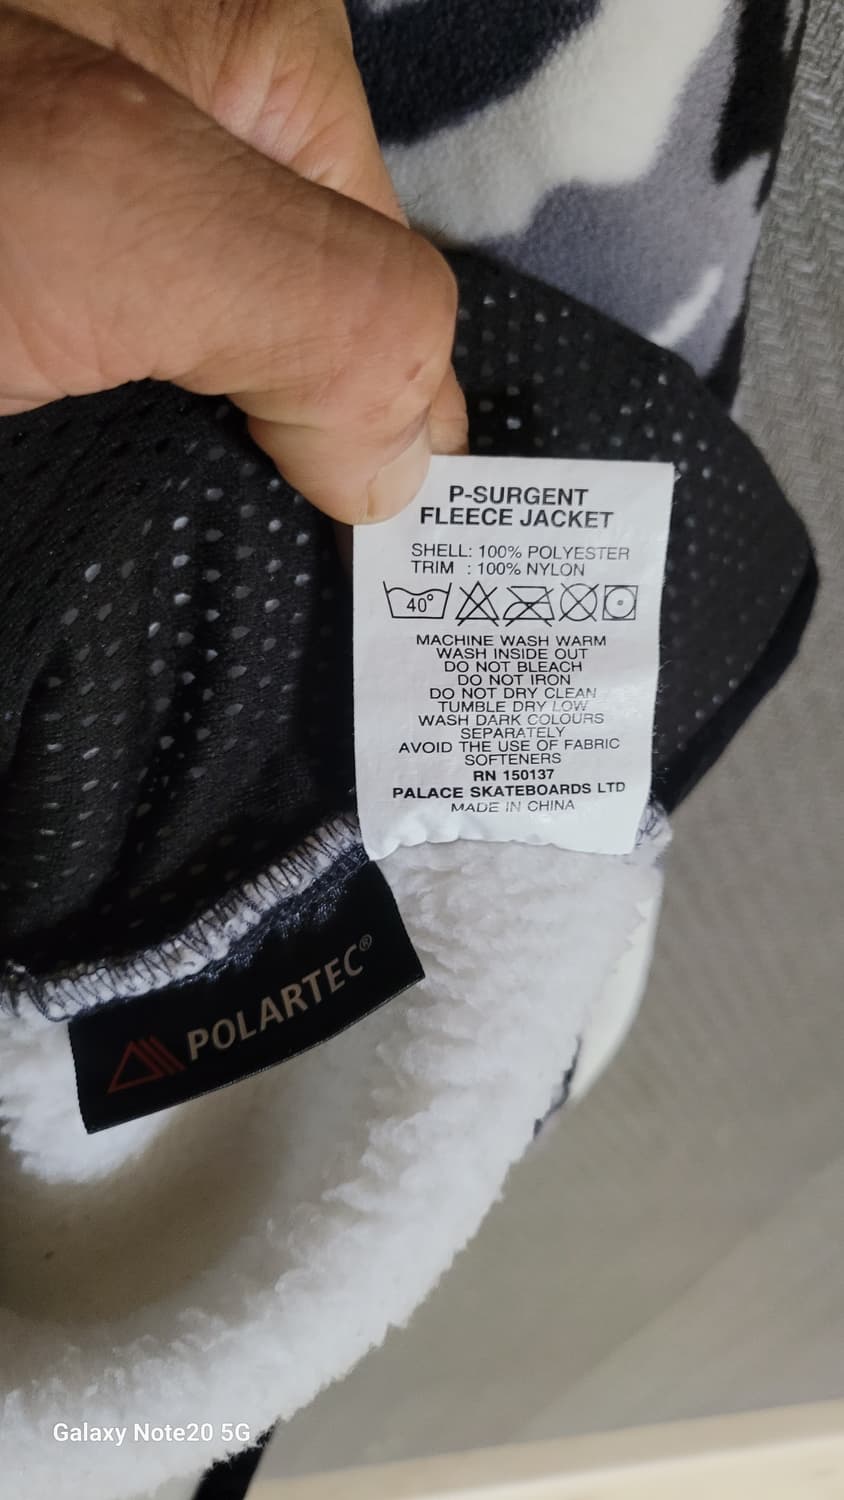 P-SURGENT
FLEECE JACKET
SHELL: 100% POLYESTER
TRIM : 100% NYLON
40°
MACHINE WASH WARM
WASH INSIDE OUT
DO NOT BLEACH
DO NOT IRON
DO NOT DRY CLEAN
TUMBLE DRY LOW
WASH DARK COLOURS
SEPARATELY
AVOID THE USE OF FABRIC
SOFTENERS
RN 150137
PALACE SKATEBOARDS LTD
MADE IN CHINA
POLARTEC®
Galaxy Note20 5G